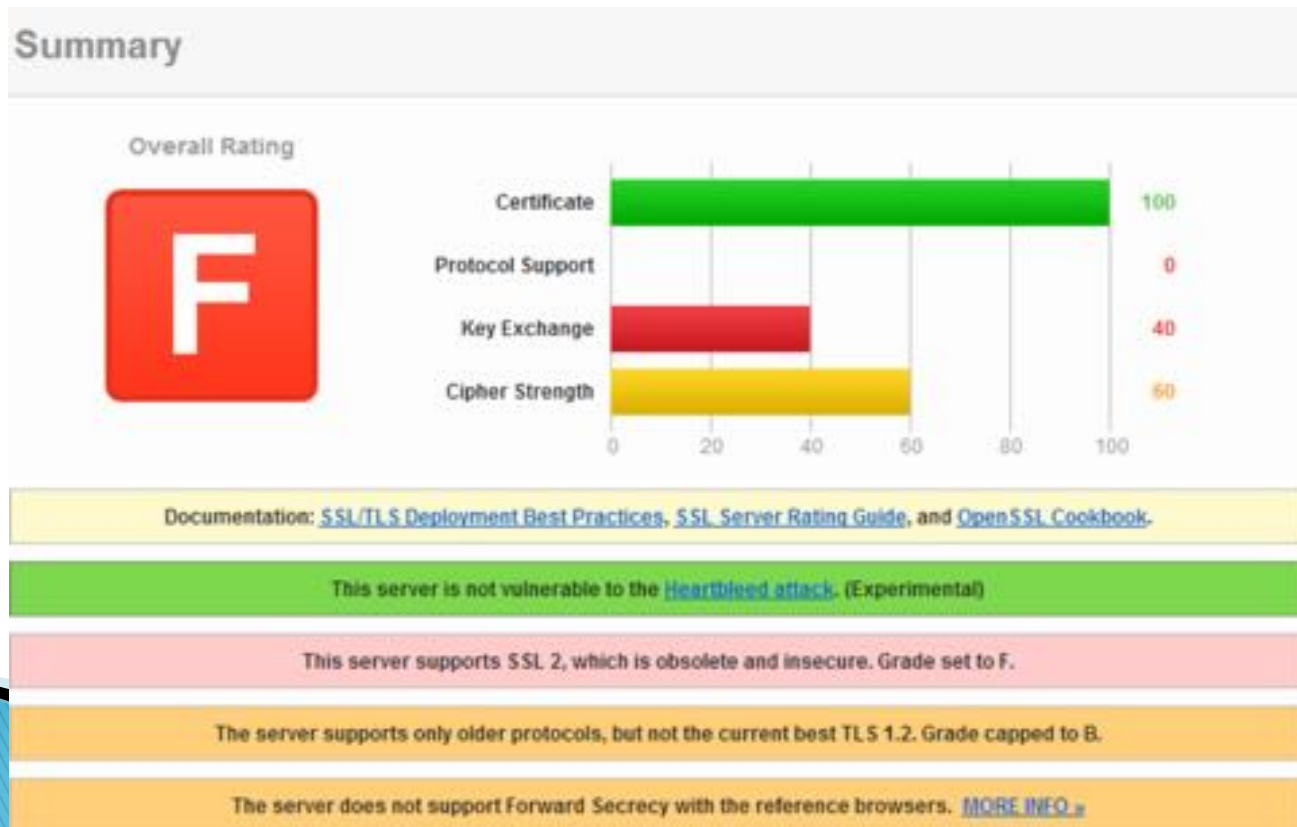 Summary
Overall Rating
F
Certificate 100
Protocol Support 0
Key Exchange 40
Cipher Strength 60
0 20 40 60 80 100
Documentation: SSL/TLS Deployment Best Practices, SSL Server Rating Guide, and OpenSSL Cookbook.
This server is not vulnerable to the Heartbleed attack. (Experimental)
This server supports SSL 2, which is obsolete and insecure. Grade set to F.
The server supports only older protocols, but not the current best TLS 1.2. Grade capped to B.
The server does not support Forward Secrecy with the reference browsers. MORE INFO »